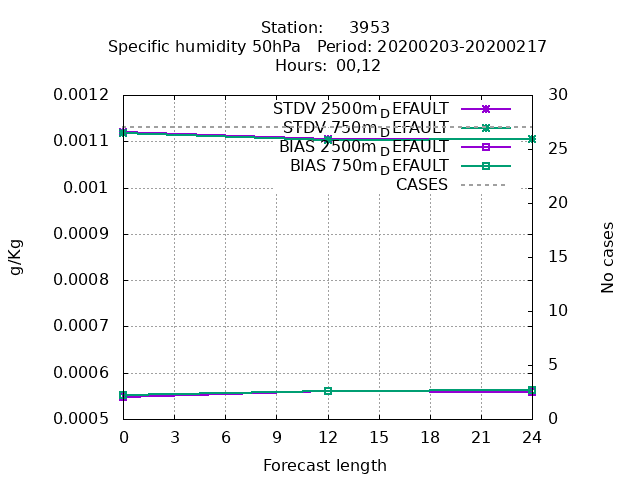 Station: 3953
Specific humidity 50hPa Period: 20200203-20200217
Hours: 00,12
0.0012
0.0011
0.001
0.0009
0.0008
0.0007
0.0006
0.0005
g/Kg
STDV 2500m_DEFAULT
STDV 750m_DEFAULT
BIAS 2500m_DEFAULT
BIAS 750m_DEFAULT
CASES
30
25
20
15
10
5
0
No cases
0 3 6 9 12 15 18 21 24
Forecast length